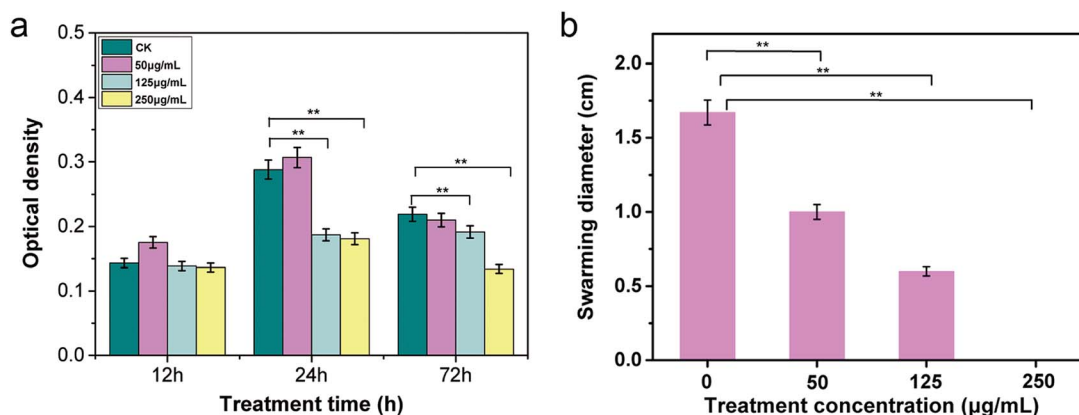 a
0.5
0.4
0.3
0.2
0.1
0.0
Optical density
CK
50μg/mL
125μg/mL
250μg/mL
**
**
**
**
12h
24h
72h
Treatment time (h)
b
2.0
1.5
1.0
0.5
0.0
Swarming diameter (cm)
**
**
**
0
50
125
250
Treatment concentration (μg/mL)